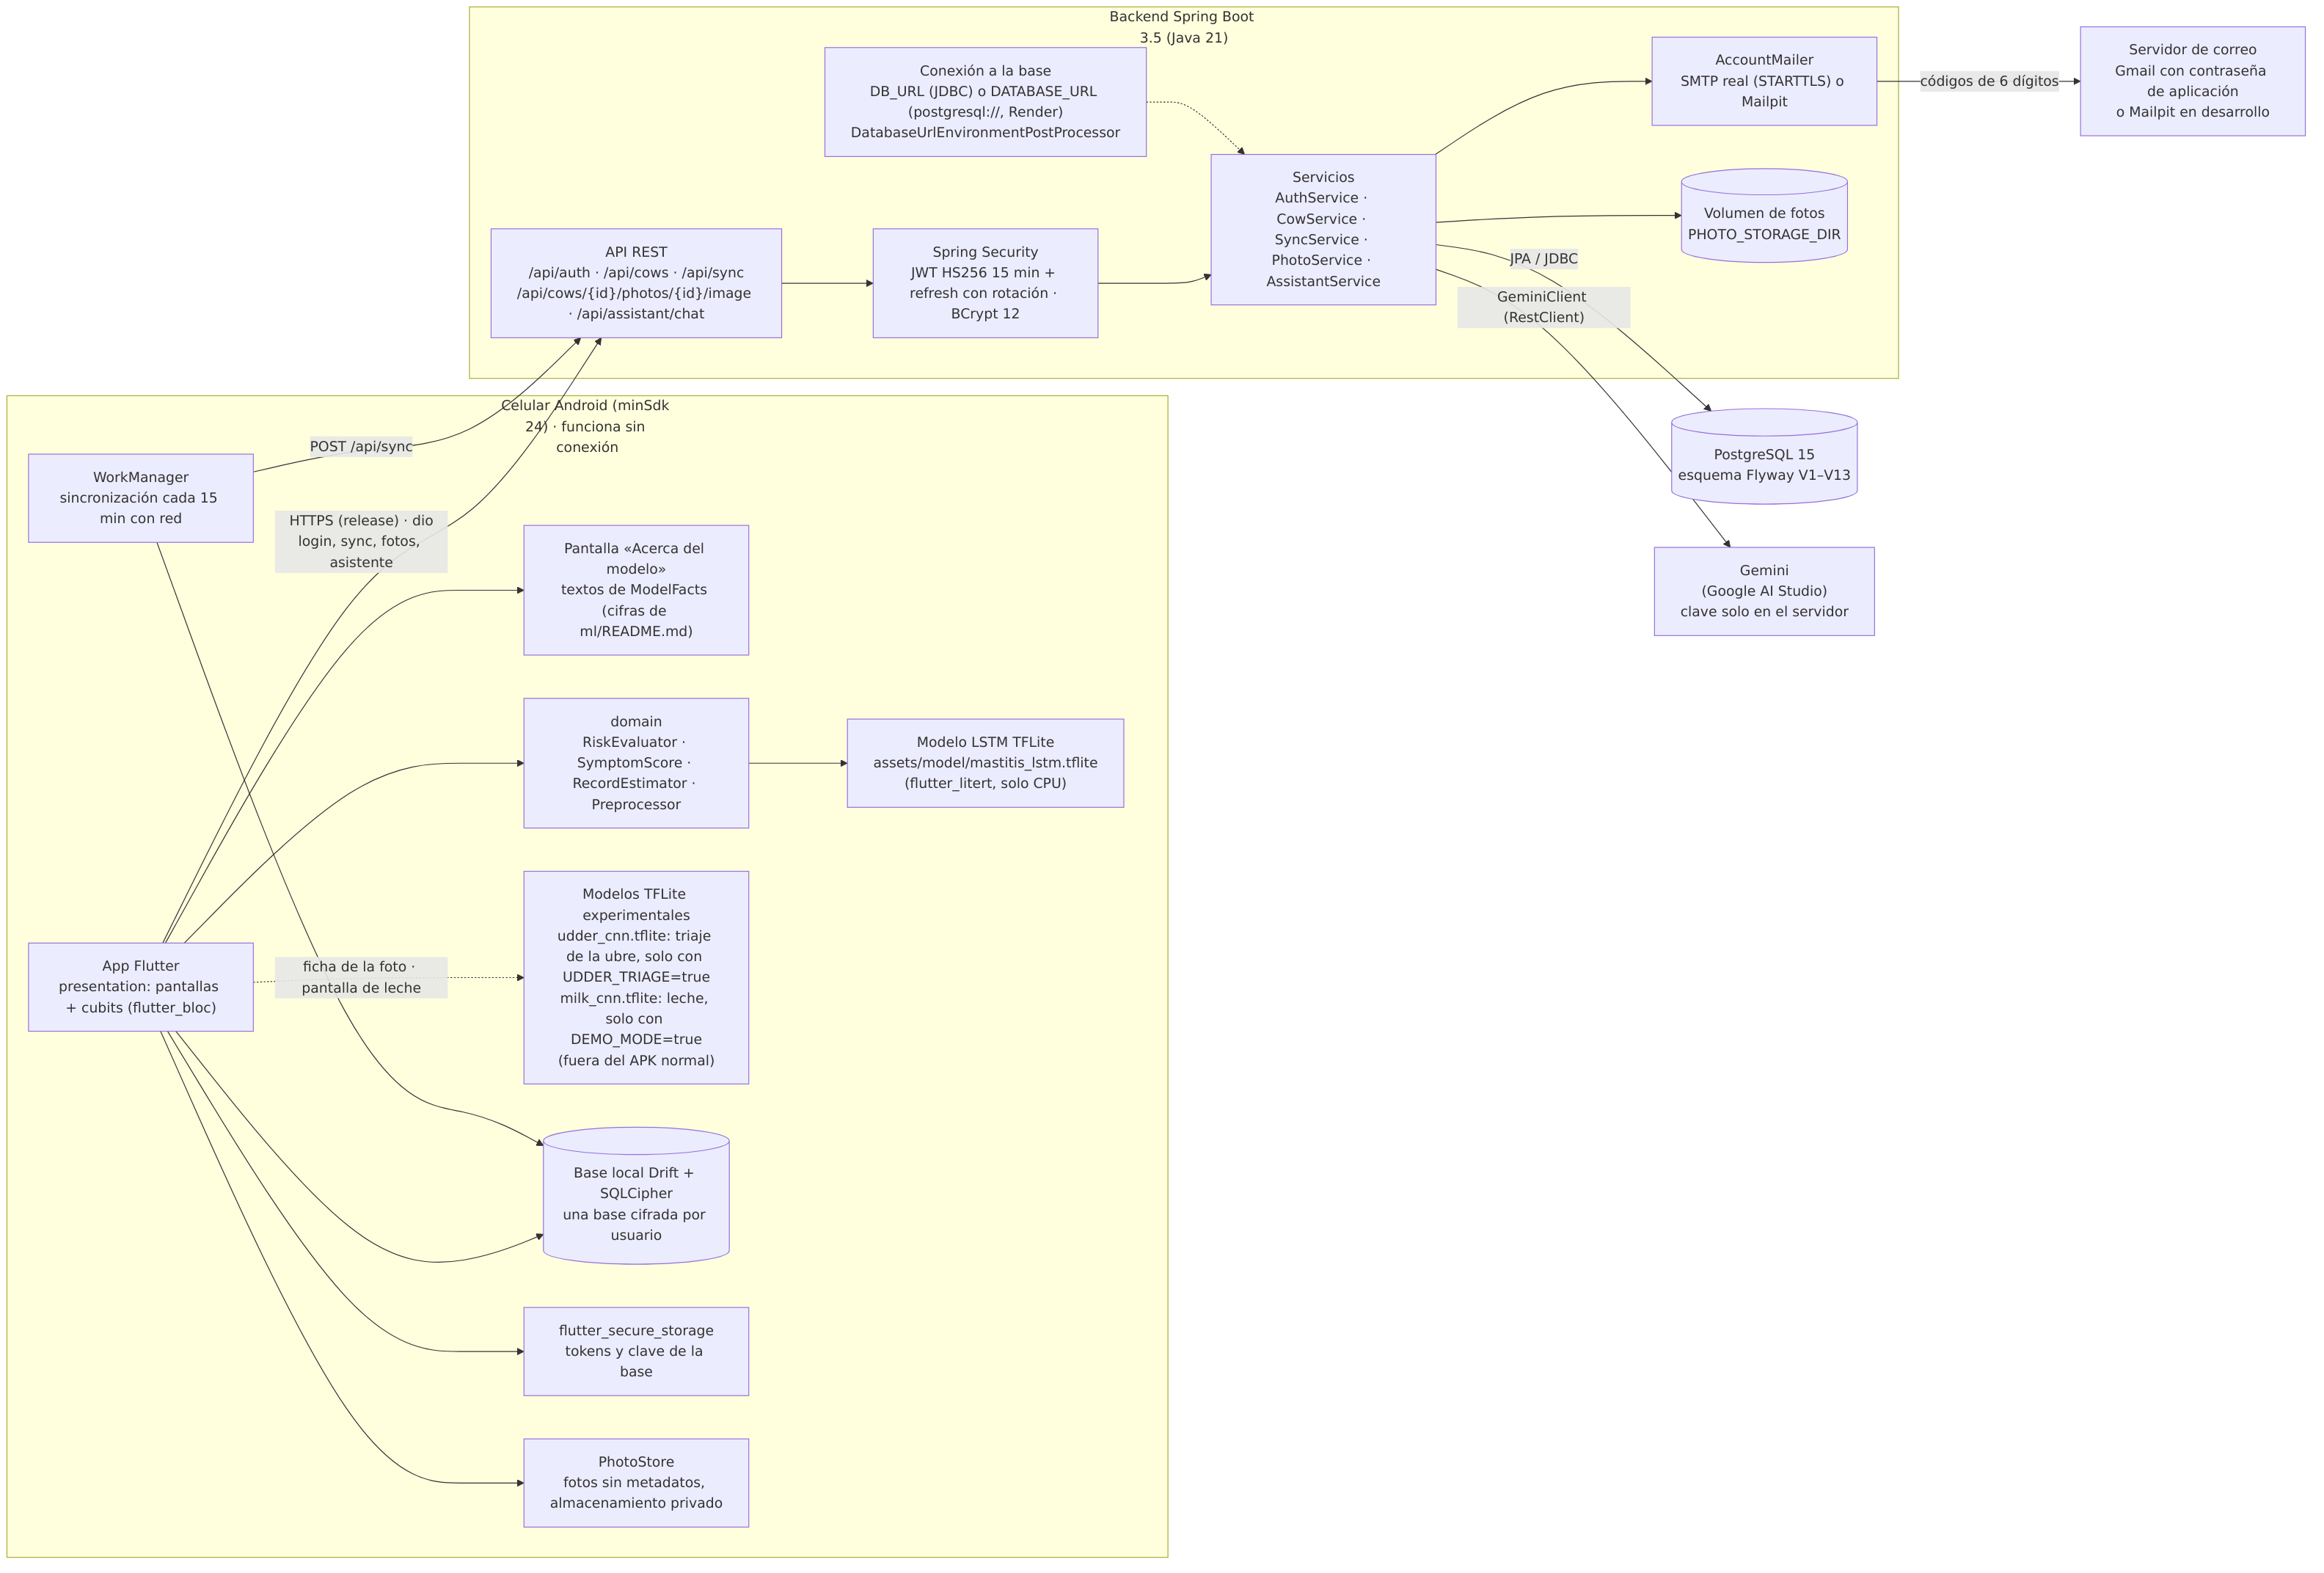 Backend Spring Boot
3.5 (Java 21)
Conexión a la base
DB_URL (JDBC) o DATABASE_URL
(postgresql://, Render)
DatabaseUrlEnvironmentPostProcessor
AccountMailer
SMTP real (STARTTLS) o
Mailpit
códigos de 6 dígitos
Servidor de correo
Gmail con contraseña
de aplicación
o Mailpit en desarrollo
API REST
/api/auth · /api/cows · /api/sync
/api/cows/{id}/photos/{id}/image
· /api/assistant/chat
Spring Security
JWT HS256 15 min +
refresh con rotación ·
BCrypt 12
Servicios
AuthService ·
CowService ·
SyncService ·
PhotoService ·
AssistantService
Volumen de fotos
PHOTO_STORAGE_DIR
JPA / JDBC
GeminiClient
(RestClient)
PostgreSQL 15
esquema Flyway V1–V13
Gemini
(Google AI Studio)
clave solo en el servidor
Celular Android (minSdk
24) · funciona sin
conexión
WorkManager
sincronización cada 15
min con red
POST /api/sync
HTTPS (release) · dio
login, sync, fotos,
asistente
Pantalla «Acerca del
modelo»
textos de ModelFacts
(cifras de
ml/README.md)
domain
RiskEvaluator ·
SymptomScore ·
RecordEstimator ·
Preprocessor
Modelo LSTM TFLite
assets/model/mastitis_lstm.tflite
(flutter_litert, solo CPU)
App Flutter
presentation: pantallas
+ cubits (flutter_bloc)
ficha de la foto ·
pantalla de leche
Modelos TFLite
experimentales
udder_cnn.tflite: triaje
de la ubre, solo con
UDDER_TRIAGE=true
milk_cnn.tflite: leche,
solo con
DEMO_MODE=true
(fuera del APK normal)
Base local Drift +
SQLCipher
una base cifrada por
usuario
flutter_secure_storage
tokens y clave de la
base
PhotoStore
fotos sin metadatos,
almacenamiento privado